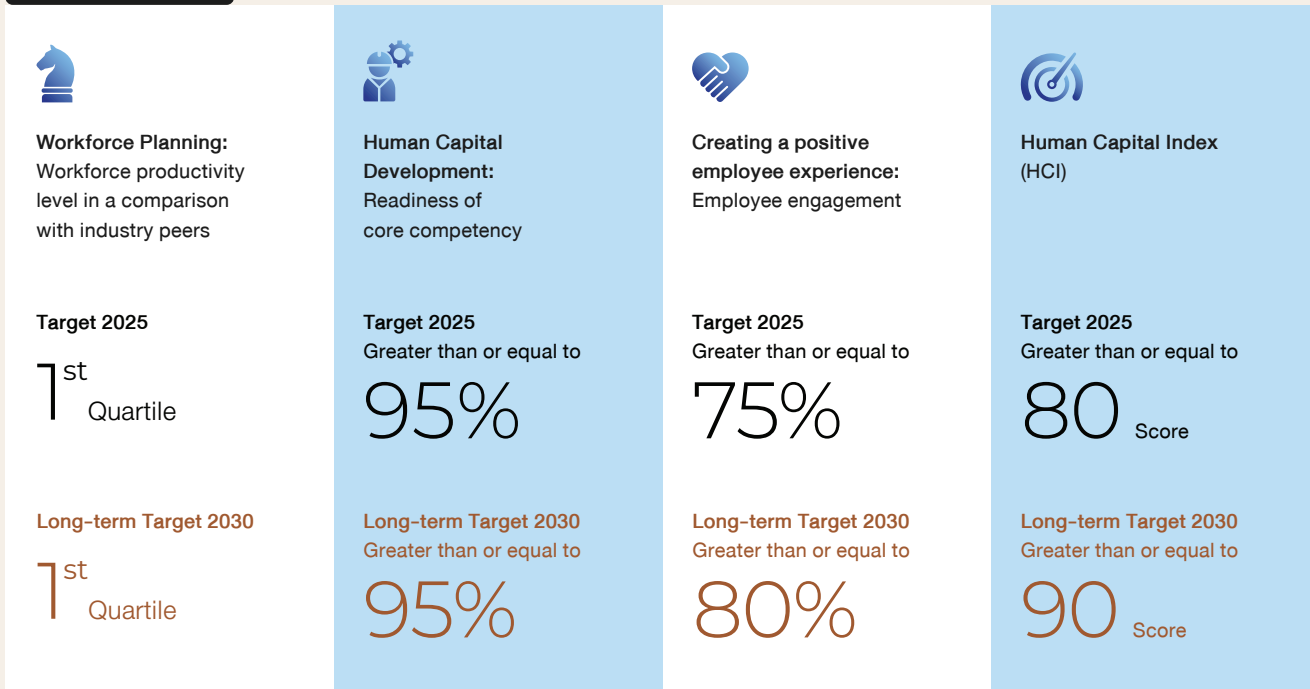 Workforce Planning:
Workforce productivity
level in a comparison
with industry peers
Target 2025
1st
Quartile
Long-term Target 2030
1st
Quartile
Human Capital
Development:
Readiness of
core competency
Target 2025
Greater than or equal to
95%
Long-term Target 2030
Greater than or equal to
95%
Creating a positive
employee experience:
Employee engagement
Target 2025
Greater than or equal to
75%
Long-term Target 2030
Greater than or equal to
80%
Human Capital Index
(HCI)
Target 2025
Greater than or equal to
80 Score
Long-term Target 2030
Greater than or equal to
90 Score